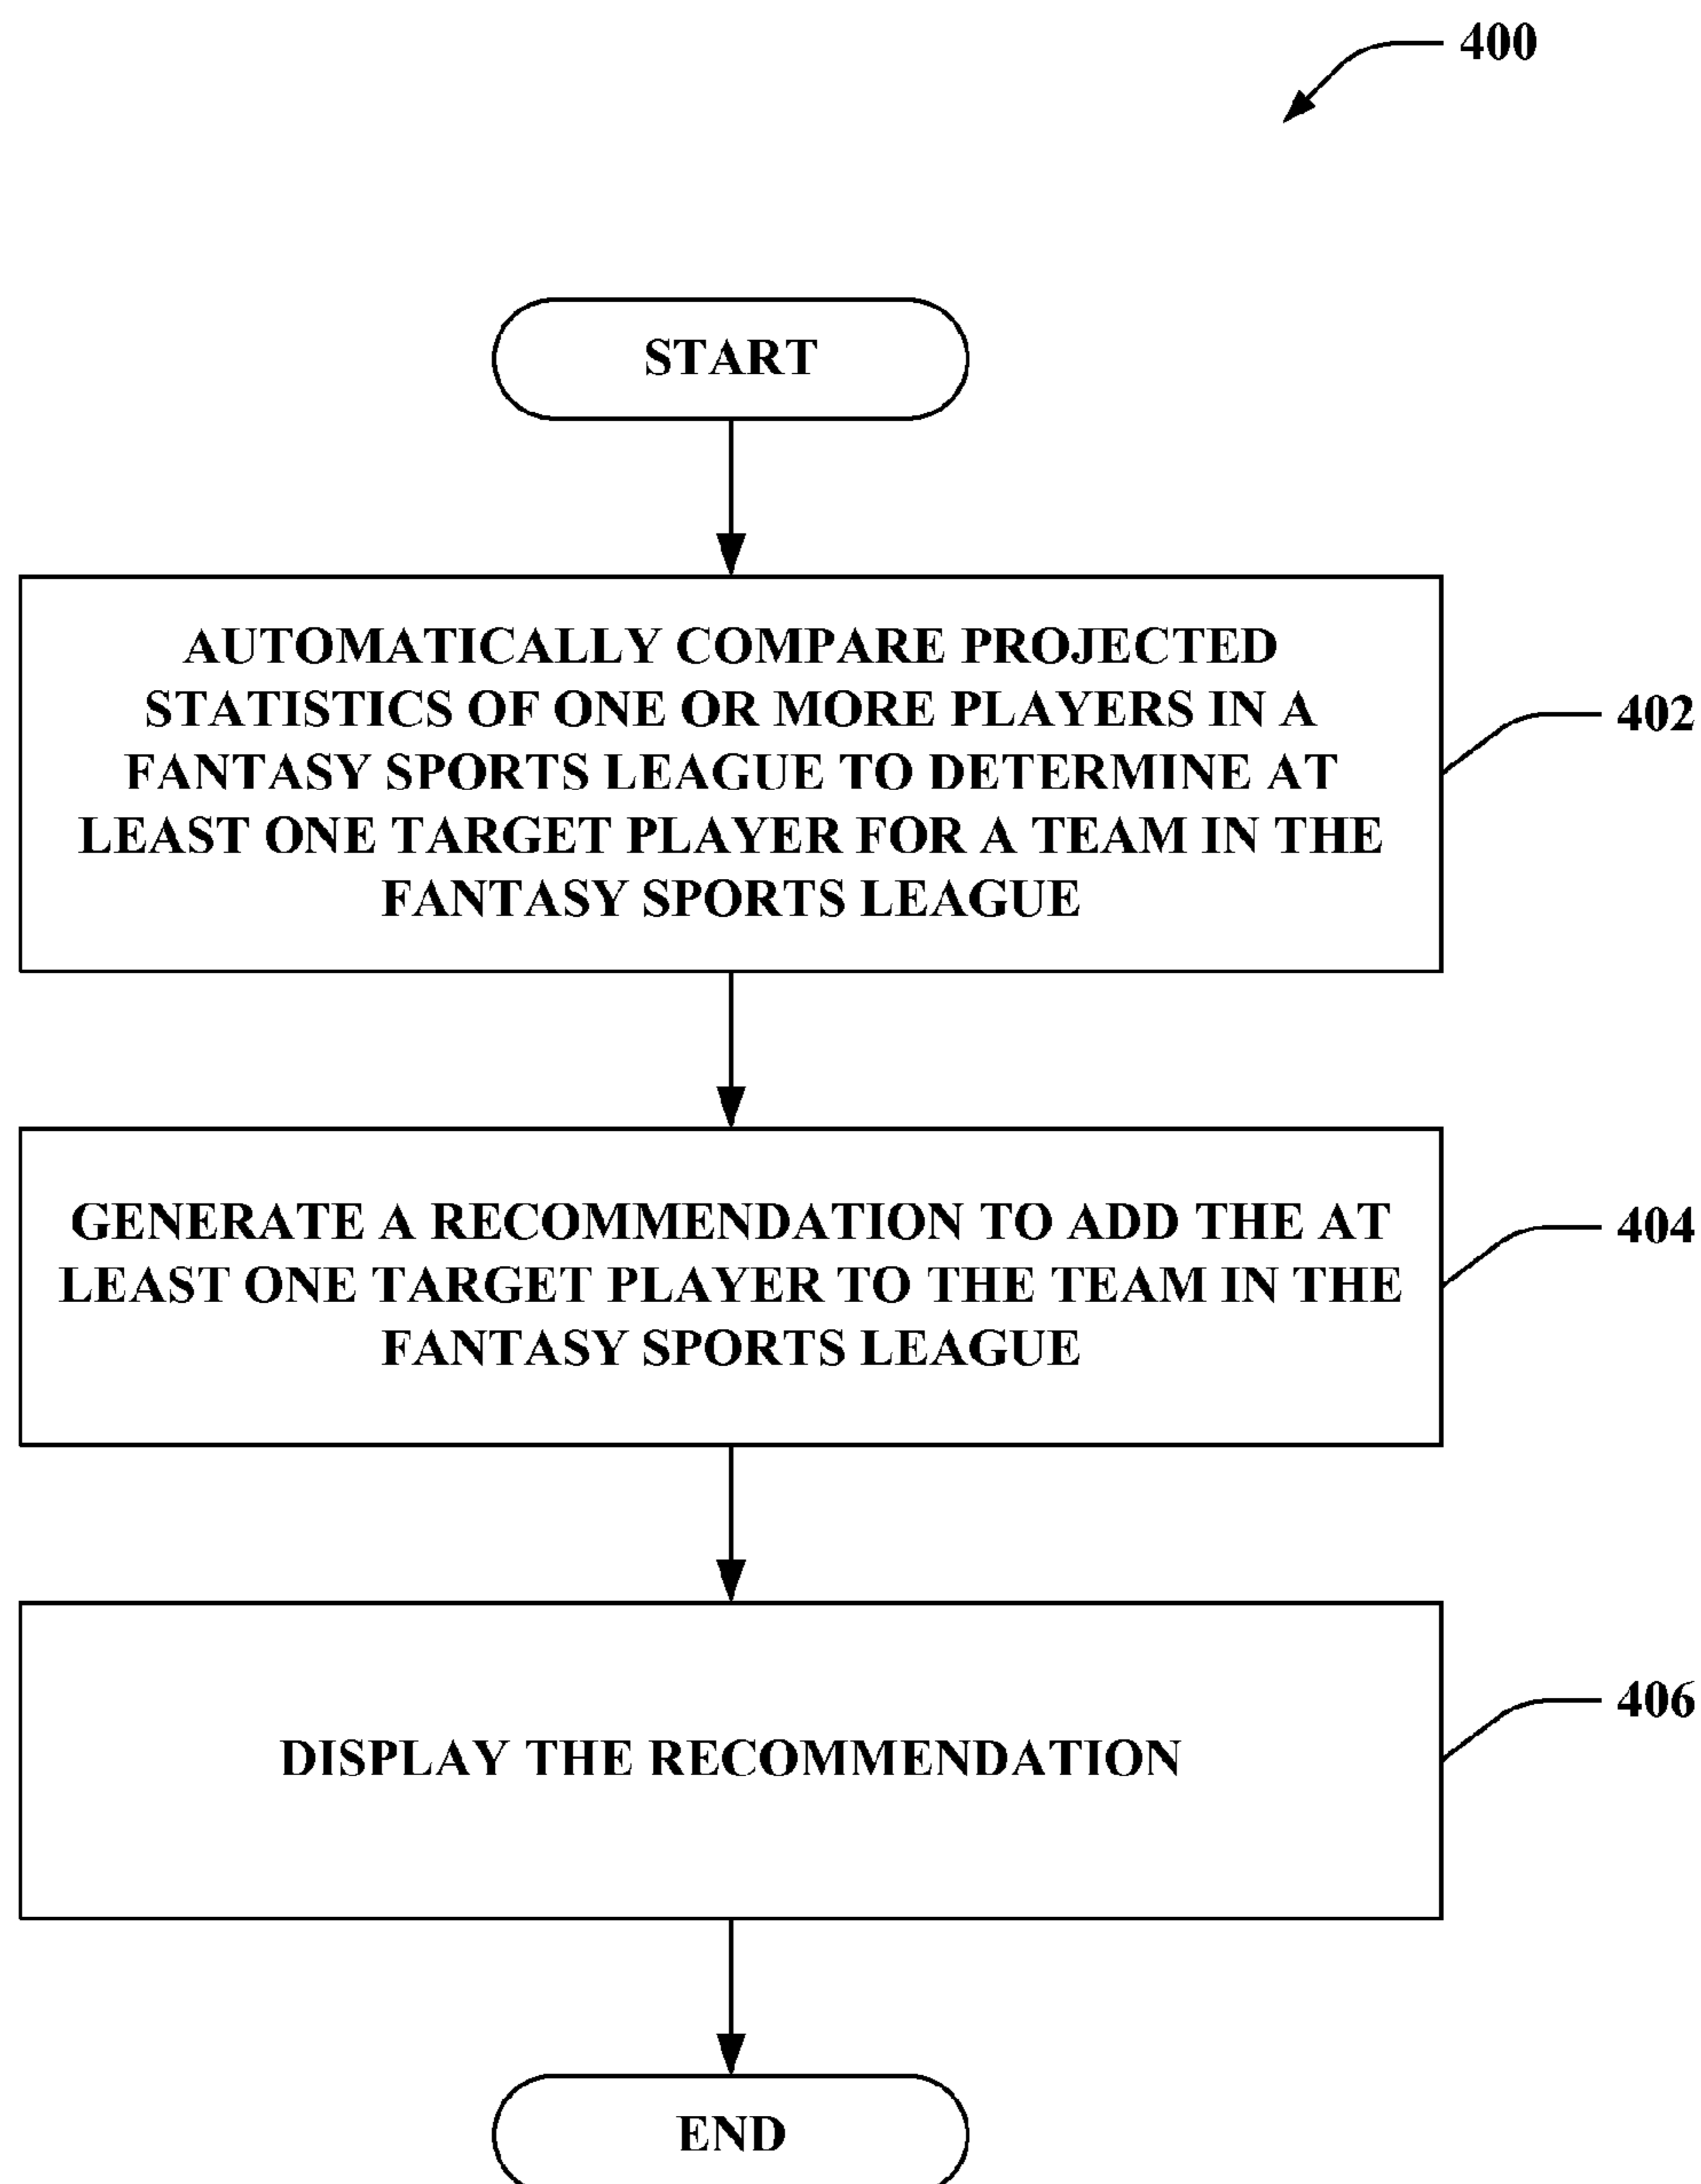 400
START
AUTOMATICALLY COMPARE PROJECTED
STATISTICS OF ONE OR MORE PLAYERS IN A
FANTASY SPORTS LEAGUE TO DETERMINE AT
LEAST ONE TARGET PLAYER FOR A TEAM IN THE
FANTASY SPORTS LEAGUE
402
GENERATE A RECOMMENDATION TO ADD THE AT
LEAST ONE TARGET PLAYER TO THE TEAM IN THE
FANTASY SPORTS LEAGUE
404
DISPLAY THE RECOMMENDATION
406
END